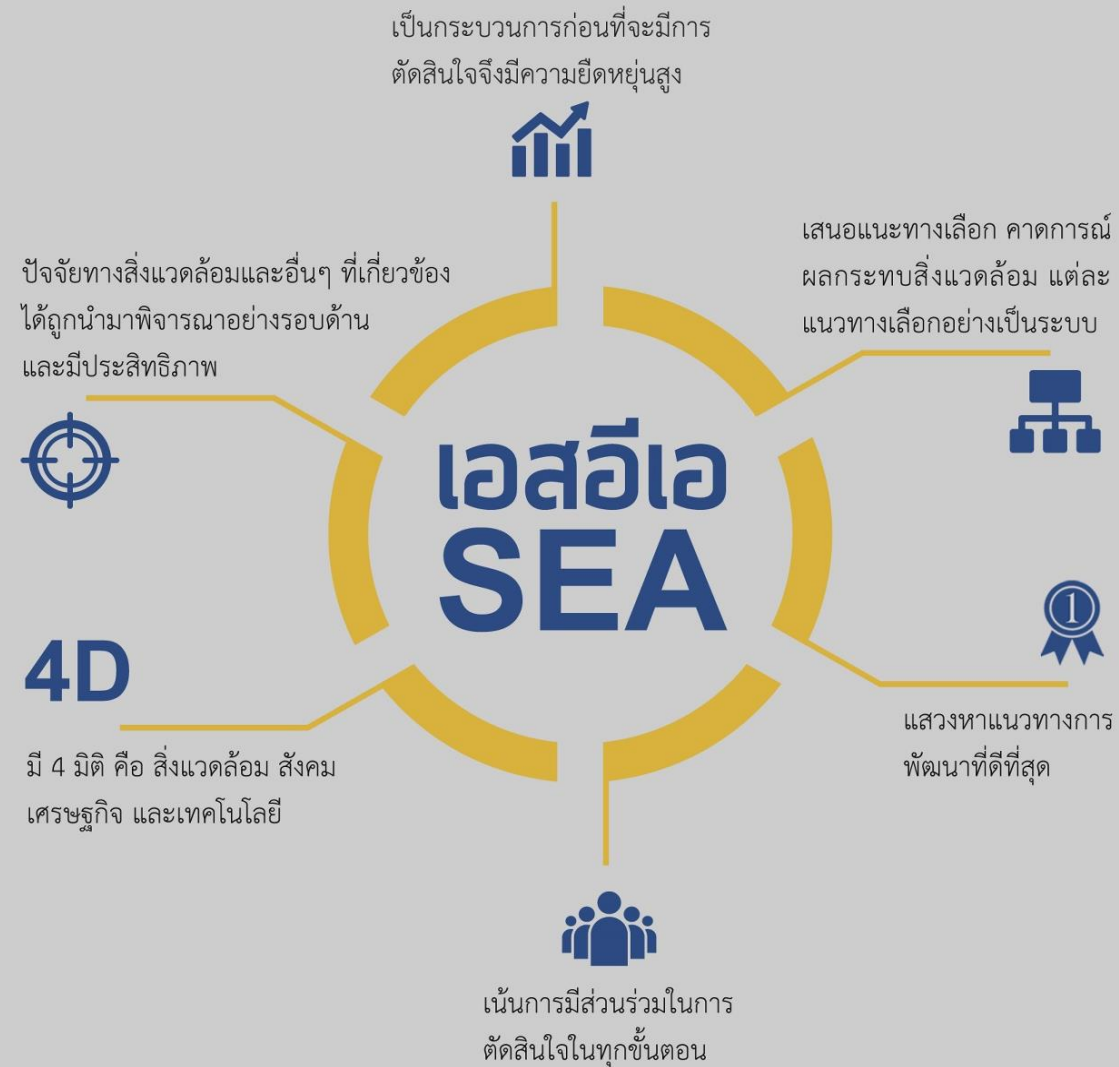 เป็นกระบวนการก่อนที่จะมีการ
ตัดสินใจจึงมีความยืดหยุ่นสูง
เสนอแนะทางเลือก คาดการณ์
ผลกระทบสิ่งแวดล้อม แต่ละ
แนวทางเลือกอย่างเป็นระบบ
ปัจจัยทางสิ่งแวดล้อมและอื่นๆ ที่เกี่ยวข้อง
ได้ถูกนำมาพิจารณาอย่างรอบด้าน
และมีประสิทธิภาพ
เอสอีเอ
SEA
1
แสวงหาแนวทางการ
พัฒนาที่ดีที่สุด
4D
มี 4 มิติ คือ สิ่งแวดล้อม สังคม
เศรษฐกิจ และเทคโนโลยี
เน้นการมีส่วนร่วมในการ
ตัดสินใจในทุกขั้นตอน